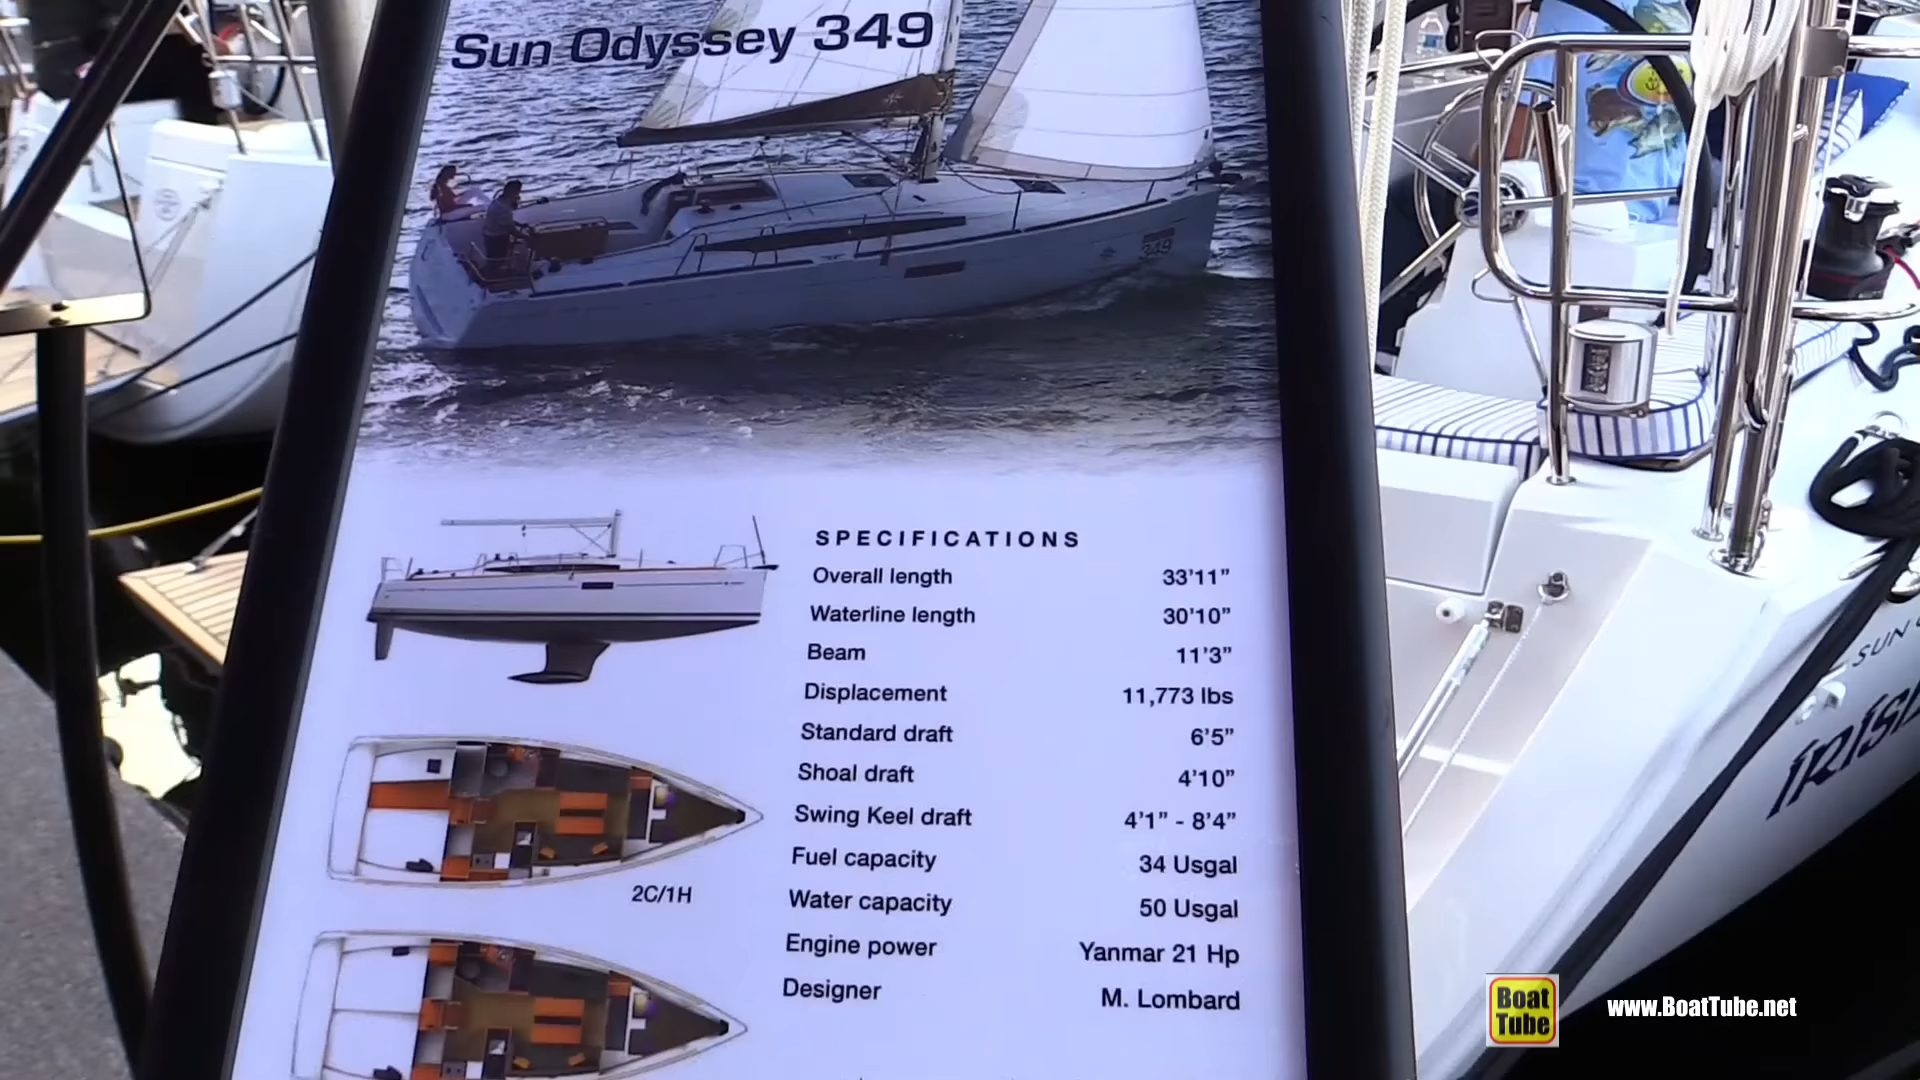 Sun Odyssey 349
349
SPECIFICATIONS
Overall length 33'11"
Waterline length 30'10"
Beam 11'3"
Displacement 11,773 lbs
Standard draft 6'5"
Shoal draft 4'10"
Swing Keel draft 4'1" - 8'4"
Fuel capacity 34 Usgal
Water capacity 50 Usgal
Engine power Yanmar 21 Hp
Designer M. Lombard
2C/1H
SUN
Boat
Tube
www.BoatTube.net